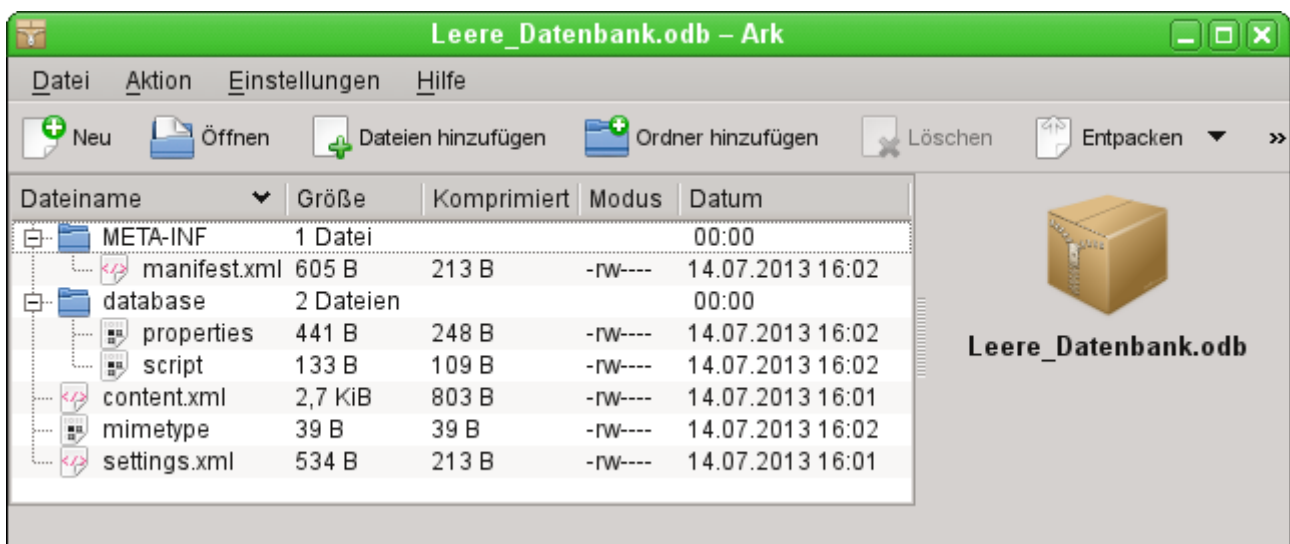 Leere_Datenbank.odb – Ark
Datei Aktion Einstellungen Hilfe
Neu Öffnen Dateien hinzufügen Ordner hinzufügen Löschen Entpacken »
Dateiname Größe Komprimiert Modus Datum
META-INF 1 Datei 00:00
manifest.xml 605 B 213 B -rw---- 14.07.2013 16:02
database 2 Dateien 00:00
properties 441 B 248 B -rw---- 14.07.2013 16:02
script 133 B 109 B -rw---- 14.07.2013 16:02
content.xml 2,7 KiB 803 B -rw---- 14.07.2013 16:01
mimetype 39 B 39 B -rw---- 14.07.2013 16:02
settings.xml 534 B 213 B -rw---- 14.07.2013 16:01
Leere_Datenbank.odb